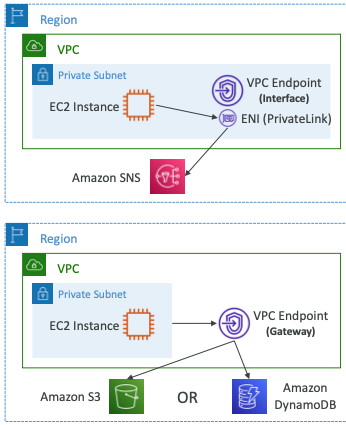 Region
VPC
Private Subnet
VPC Endpoint
(Interface)
EC2 Instance
ENI (PrivateLink)
Amazon SNS
Region
VPC
Private Subnet
VPC Endpoint
(Gateway)
EC2 Instance
Amazon S3
OR
Amazon
DynamoDB